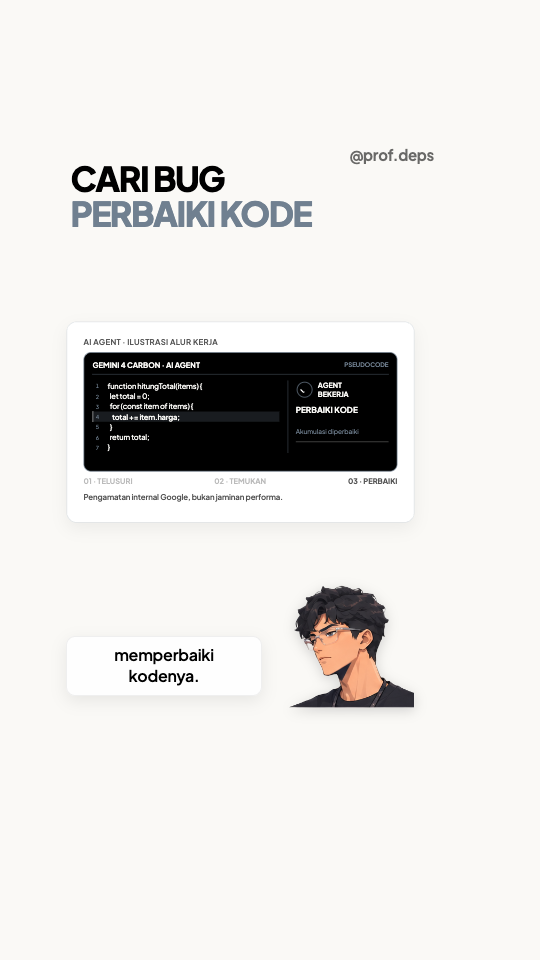 @prof.deps
CARI BUG
PERBAIKI KODE
AI AGENT · ILUSTRASI ALUR KERJA
GEMINI 4 CARBON · AI AGENT
PSEUDOCODE
1 function hitungTotal(items) {
2 let total = 0;
3 for (const item of items) {
4 total += item.harga;
5 }
6 return total;
7 }
AGENT
BEKERJA
PERBAIKI KODE
Akumulasi diperbaiki
01 · TELUSURI
02 · TEMUKAN
03 · PERBAIKI
Pengamatan internal Google, bukan jaminan performa.
memperbaiki
kodenya.